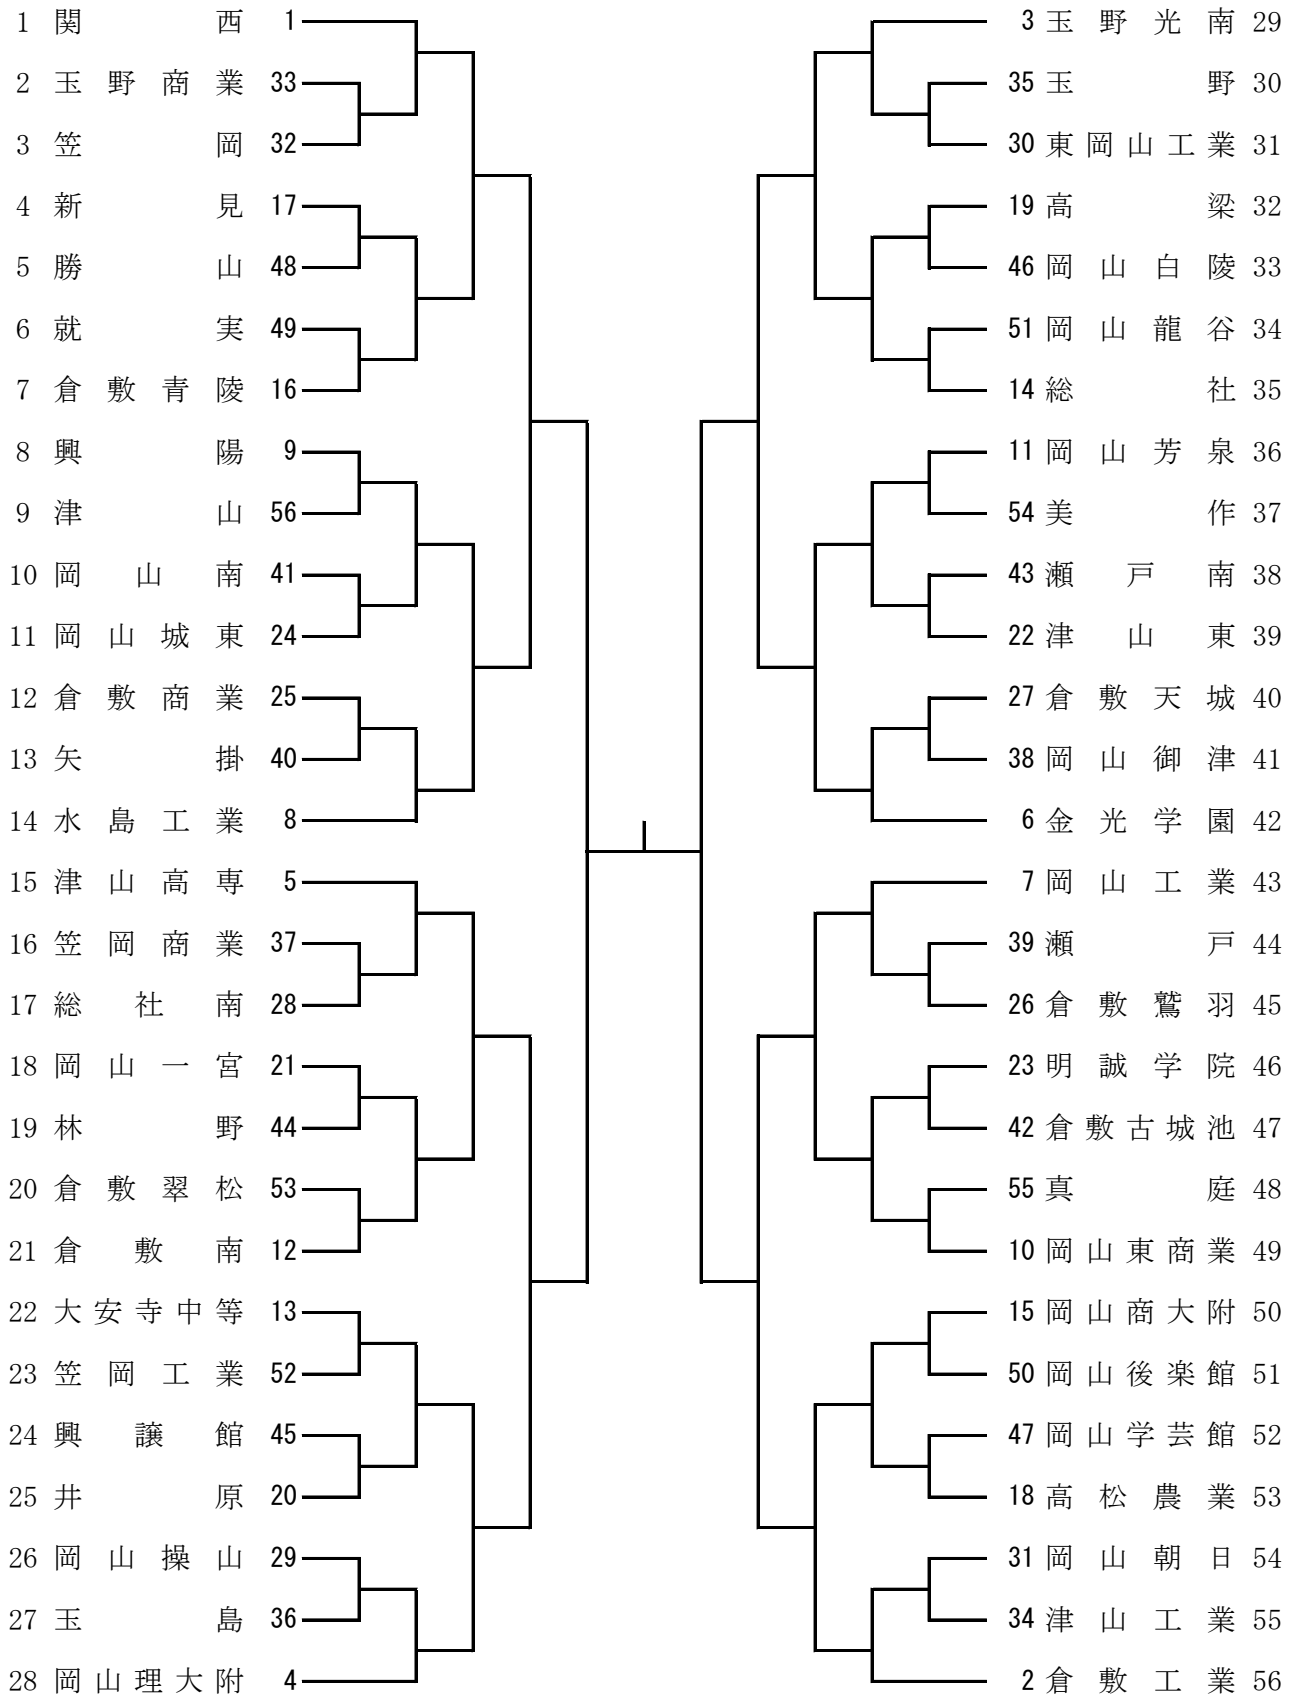 1 関西 1
2 玉野商業 33
3 笠岡 32
4 新見 17
5 勝山 48
6 就実 49
7 倉敷青陵 16
8 興陽 9
9 津山 56
10 岡山南 41
11 岡山城東 24
12 倉敷商業 25
13 矢掛 40
14 水島工業 8
15 津山高専 5
16 笠岡商業 37
17 総社南 28
18 岡山一宮 21
19 林野 44
20 倉敷翠松 53
21 倉敷南 12
22 大安寺中等 13
23 笠岡工業 52
24 興譲館 45
25 井原 20
26 岡山操山 29
27 玉島 36
28 岡山理大附 4
3 玉野光南 29
35 玉野 30
30 東岡山工業 31
19 高梁 32
46 岡山白陵 33
51 岡山龍谷 34
14 総社 35
11 岡山芳泉 36
54 美作 37
43 瀬戸南 38
22 津山東 39
27 倉敷天城 40
38 岡山御津 41
6 金光学園 42
7 岡山工業 43
39 瀬戸 44
26 倉敷鷲羽 45
23 明誠学院 46
42 倉敷古城池 47
55 真庭 48
10 岡山東商業 49
15 岡山商大附 50
50 岡山後楽館 51
47 岡山学芸館 52
18 高松農業 53
31 岡山朝日 54
34 津山工業 55
2 倉敷工業 56